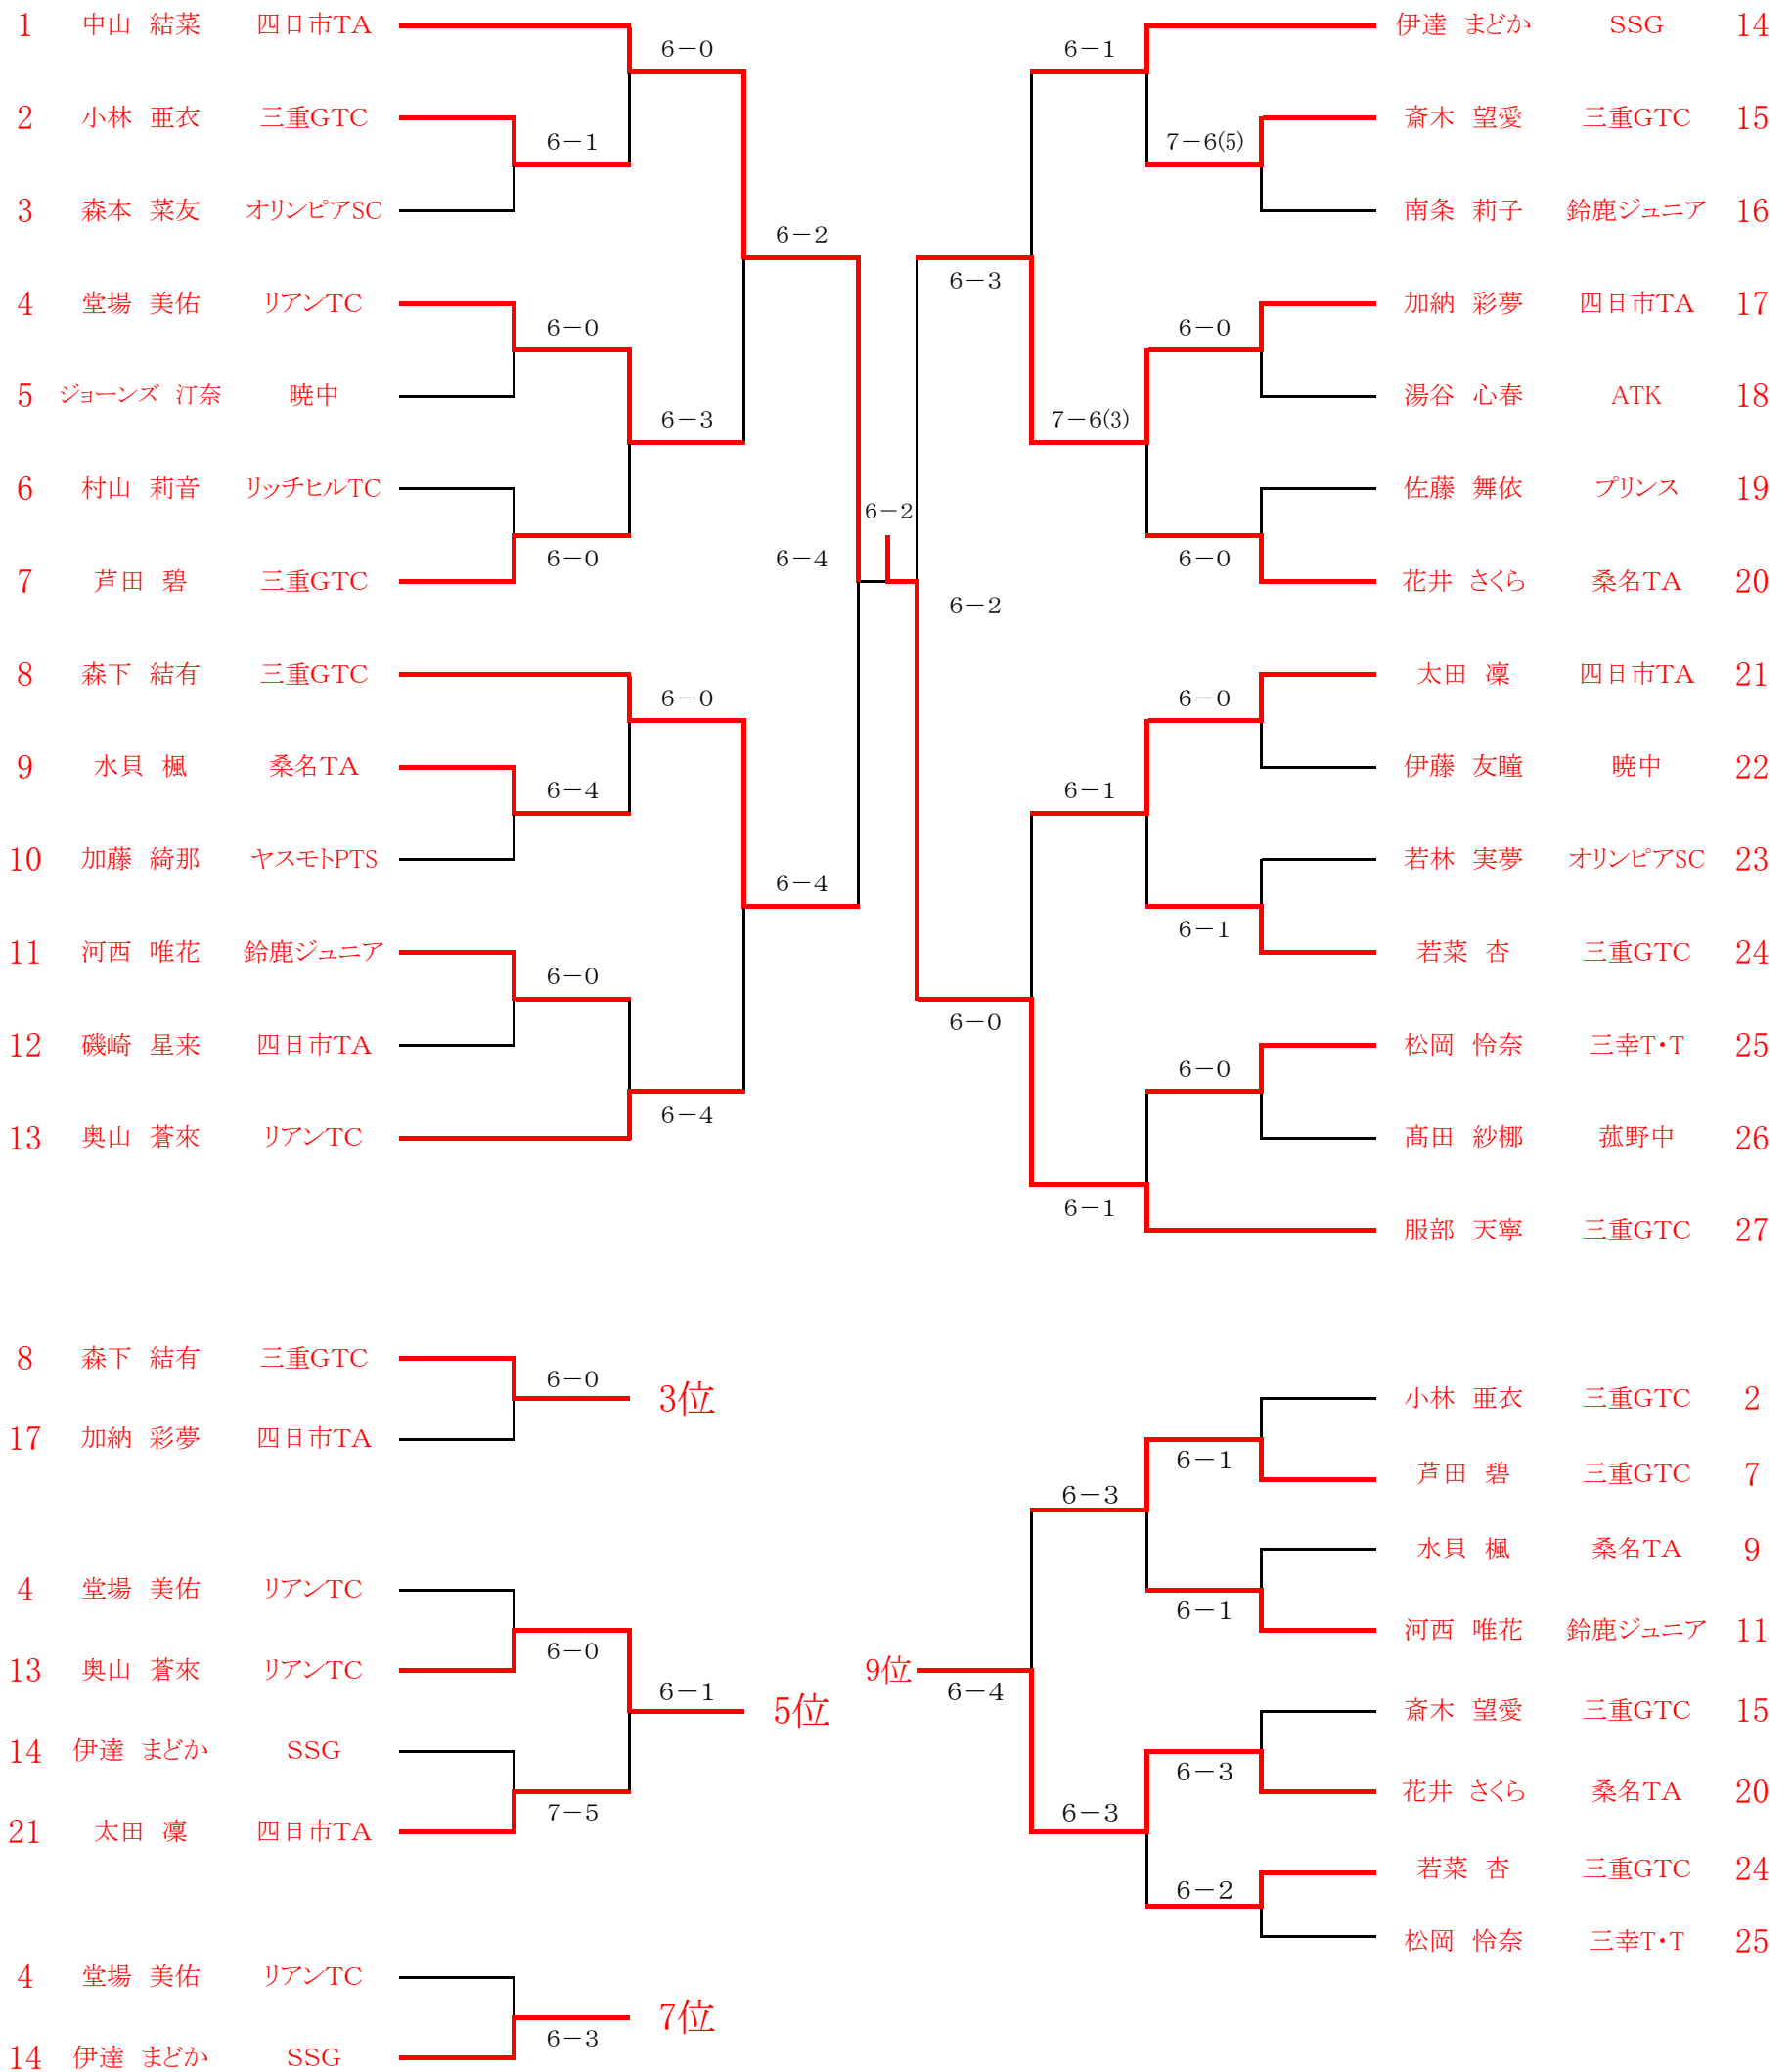 1 中山 結菜 四日市TA
6-0
2 小林 亜衣 三重GTC
6-1
3 森本 菜友 オリンピアSC
6-2
4 堂場 美佑 リアンTC
6-0
5 ジョーンズ 汀奈 暁中
6-3
6 村山 莉音 リッチヒルTC
6-0
7 芦田 碧 三重GTC
6-4
8 森下 結有 三重GTC
6-0
9 水貝 楓 桑名TA
6-4
10 加藤 綺那 ヤスモトPTS
6-4
11 河西 唯花 鈴鹿ジュニア
6-0
12 磯崎 星来 四日市TA
6-4
13 奥山 蒼來 リアンTC
6-2
伊達 まどか SSG 14
6-1
斎木 望愛 三重GTC 15
7-6(5)
南条 莉子 鈴鹿ジュニア 16
6-3
加納 彩夢 四日市TA 17
6-0
湯谷 心春 ATK 18
7-6(3)
佐藤 舞依 プリンス 19
6-0
花井 さくら 桑名TA 20
6-2
太田 凜 四日市TA 21
6-0
伊藤 友瞳 暁中 22
6-1
若林 実夢 オリンピアSC 23
6-1
若菜 杏 三重GTC 24
6-0
松岡 怜奈 三幸T・T 25
6-0
髙田 紗梛 菰野中 26
6-1
服部 天寧 三重GTC 27
8 森下 結有 三重GTC
6-0 3位
17 加納 彩夢 四日市TA
4 堂場 美佑 リアンTC
6-0
13 奥山 蒼來 リアンTC
6-1 5位
14 伊達 まどか SSG
7-5
21 太田 凜 四日市TA
4 堂場 美佑 リアンTC
6-3 7位
14 伊達 まどか SSG
小林 亜衣 三重GTC 2
6-1
芦田 碧 三重GTC 7
6-3
水貝 楓 桑名TA 9
6-1
河西 唯花 鈴鹿ジュニア 11
9位 6-4
斎木 望愛 三重GTC 15
6-3
花井 さくら 桑名TA 20
6-3
若菜 杏 三重GTC 24
6-2
松岡 怜奈 三幸T・T 25